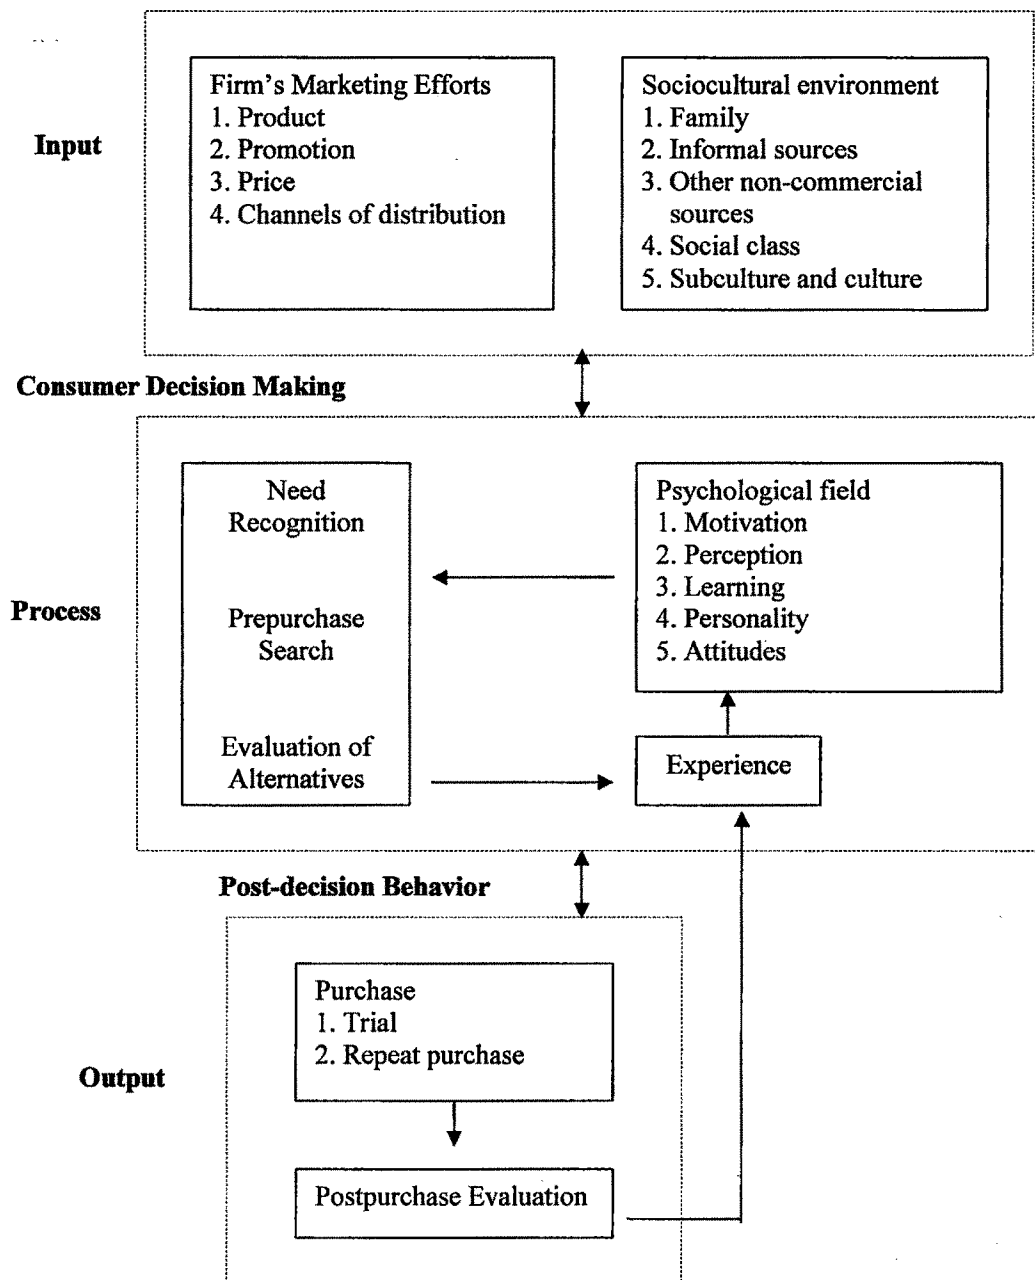 Input
Firm's Marketing Efforts
1. Product
2. Promotion
3. Price
4. Channels of distribution
Sociocultural environment
1. Family
2. Informal sources
3. Other non-commercial
sources
4. Social class
5. Subculture and culture
Consumer Decision Making
Process
Need
Recognition
Prepurchase
Search
Evaluation of
Alternatives
Psychological field
1. Motivation
2. Perception
3. Learning
4. Personality
5. Attitudes
Experience
Post-decision Behavior
Output
Purchase
1. Trial
2. Repeat purchase
Postpurchase Evaluation